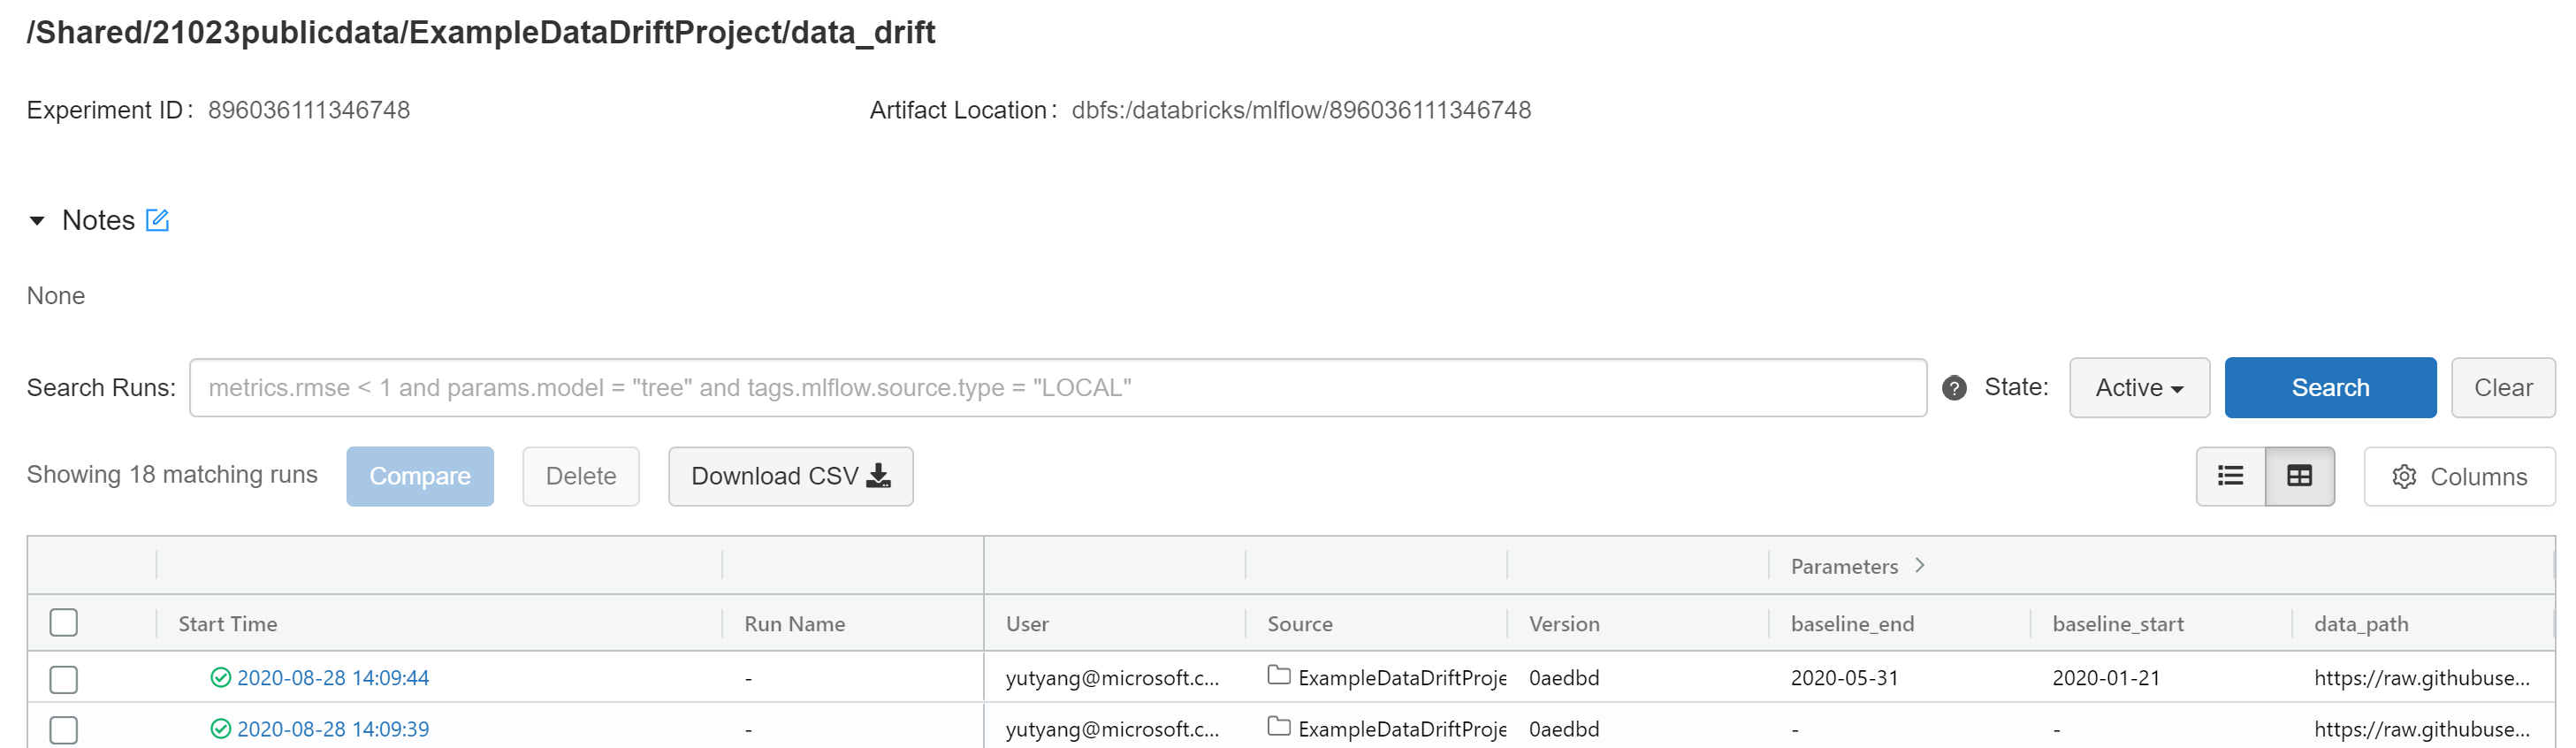 /Shared/21023publicdata/ExampleDataDriftProject/data_drift
Experiment ID: 896036111346748 Artifact Location: dbfs:/databricks/mlflow/896036111346748
Notes
None
Search Runs: metrics.rmse < 1 and params.model = "tree" and tags.mlflow.source.type = "LOCAL" ? State: Active Search Clear
Showing 18 matching runs Compare Delete Download CSV Columns
Parameters >
Start Time Run Name User Source Version baseline_end baseline_start data_path
2020-08-28 14:09:44 - yutyang@microsoft.c... ExampleDataDriftProje 0aedbd 2020-05-31 2020-01-21 https://raw.githubuse...
2020-08-28 14:09:39 - yutyang@microsoft.c... ExampleDataDriftProje 0aedbd - - https://raw.githubuse...